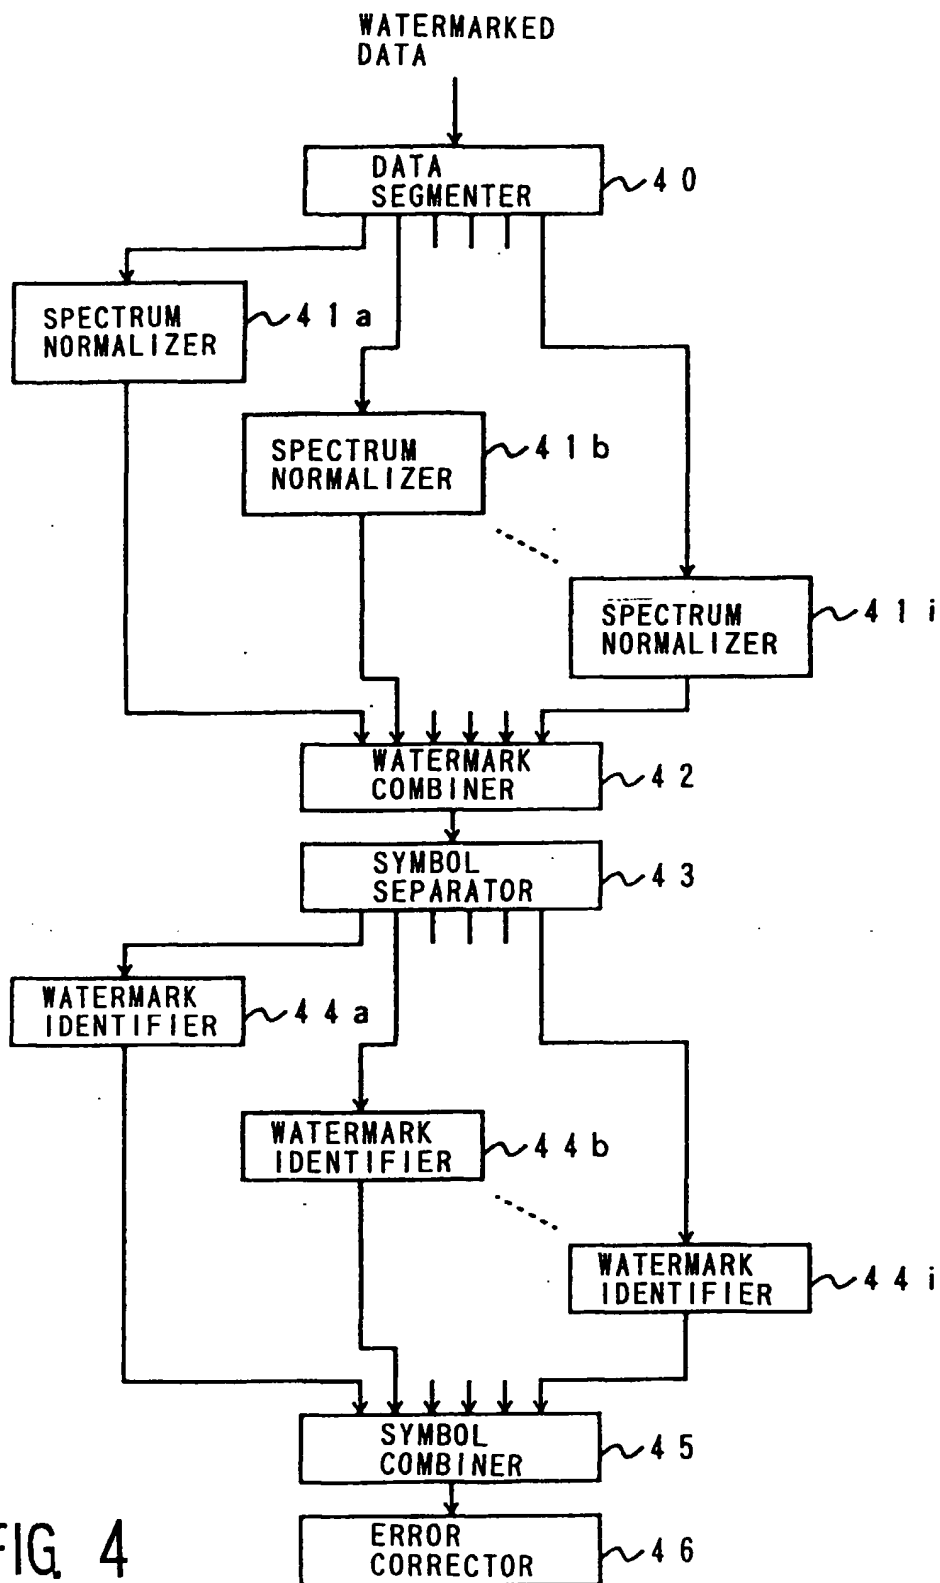 WATERMARKED
DATA
DATA
SEGMENTER
40
SPECTRUM
NORMALIZER
41a
SPECTRUM
NORMALIZER
41b
SPECTRUM
NORMALIZER
41i
WATERMARK
COMBINER
42
SYMBOL
SEPARATOR
43
WATERMARK
IDENTIFIER
44a
WATERMARK
IDENTIFIER
44b
WATERMARK
IDENTIFIER
44i
SYMBOL
COMBINER
45
ERROR
CORRECTOR
46
FIG. 4